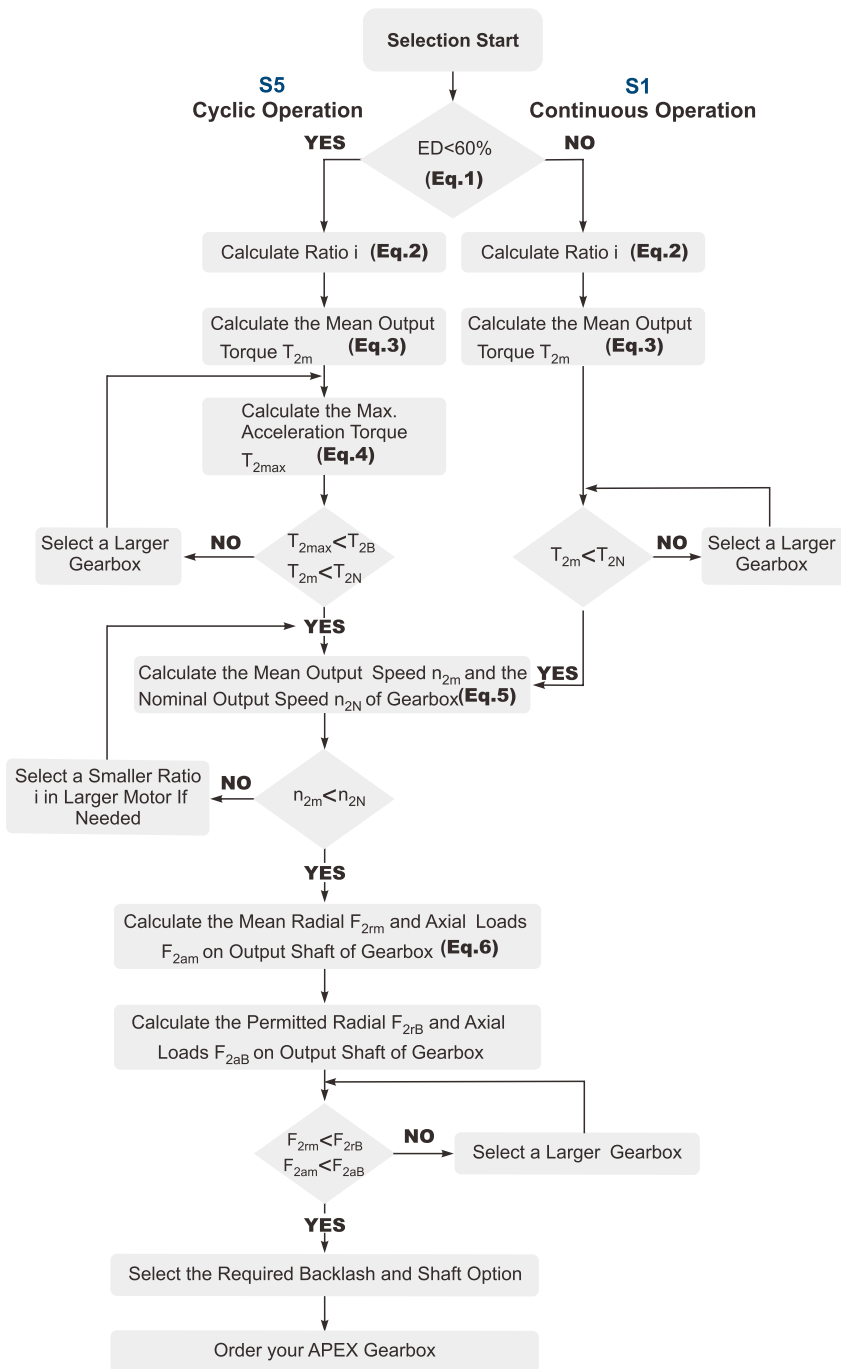 Selection Start
S5
Cyclic Operation
S1
Continuous Operation
YES
ED<60%
(Eq.1)
NO
Calculate Ratio i (Eq.2)
Calculate Ratio i (Eq.2)
Calculate the Mean Output
Torque T2m (Eq.3)
Calculate the Mean Output
Torque T2m (Eq.3)
Calculate the Max.
Acceleration Torque
T2max (Eq.4)
Select a Larger
Gearbox
NO
T2max<T2B
T2m<T2N
T2m<T2N
NO
Select a Larger
Gearbox
YES
Calculate the Mean Output Speed n2m and the
Nominal Output Speed n2N of Gearbox(Eq.5)
YES
Select a Smaller Ratio
i in Larger Motor If
Needed
NO
n2m<n2N
YES
Calculate the Mean Radial F2rm and Axial Loads
F2am on Output Shaft of Gearbox (Eq.6)
Calculate the Permitted Radial F2rB and Axial
Loads F2aB on Output Shaft of Gearbox
F2rm<F2rB
F2am<F2aB
NO
Select a Larger Gearbox
YES
Select the Required Backlash and Shaft Option
Order your APEX Gearbox